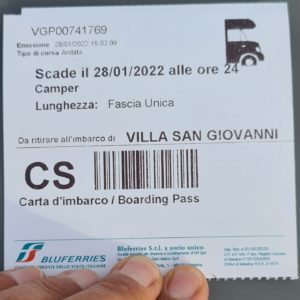 VGP00741769
Emissione 28/01/2022 15:02:09
Tipo di corsa Andata
Scade il 28/01/2022 alle ore 24
Camper
Lunghezza: Fascia Unica
Da ritirare all'imbarco di VILLA SAN GIOVANNI
CS
Carta d'imbarco / Boarding Pass
BLUFERRIES
Bluferries S.r.l. a socio unico